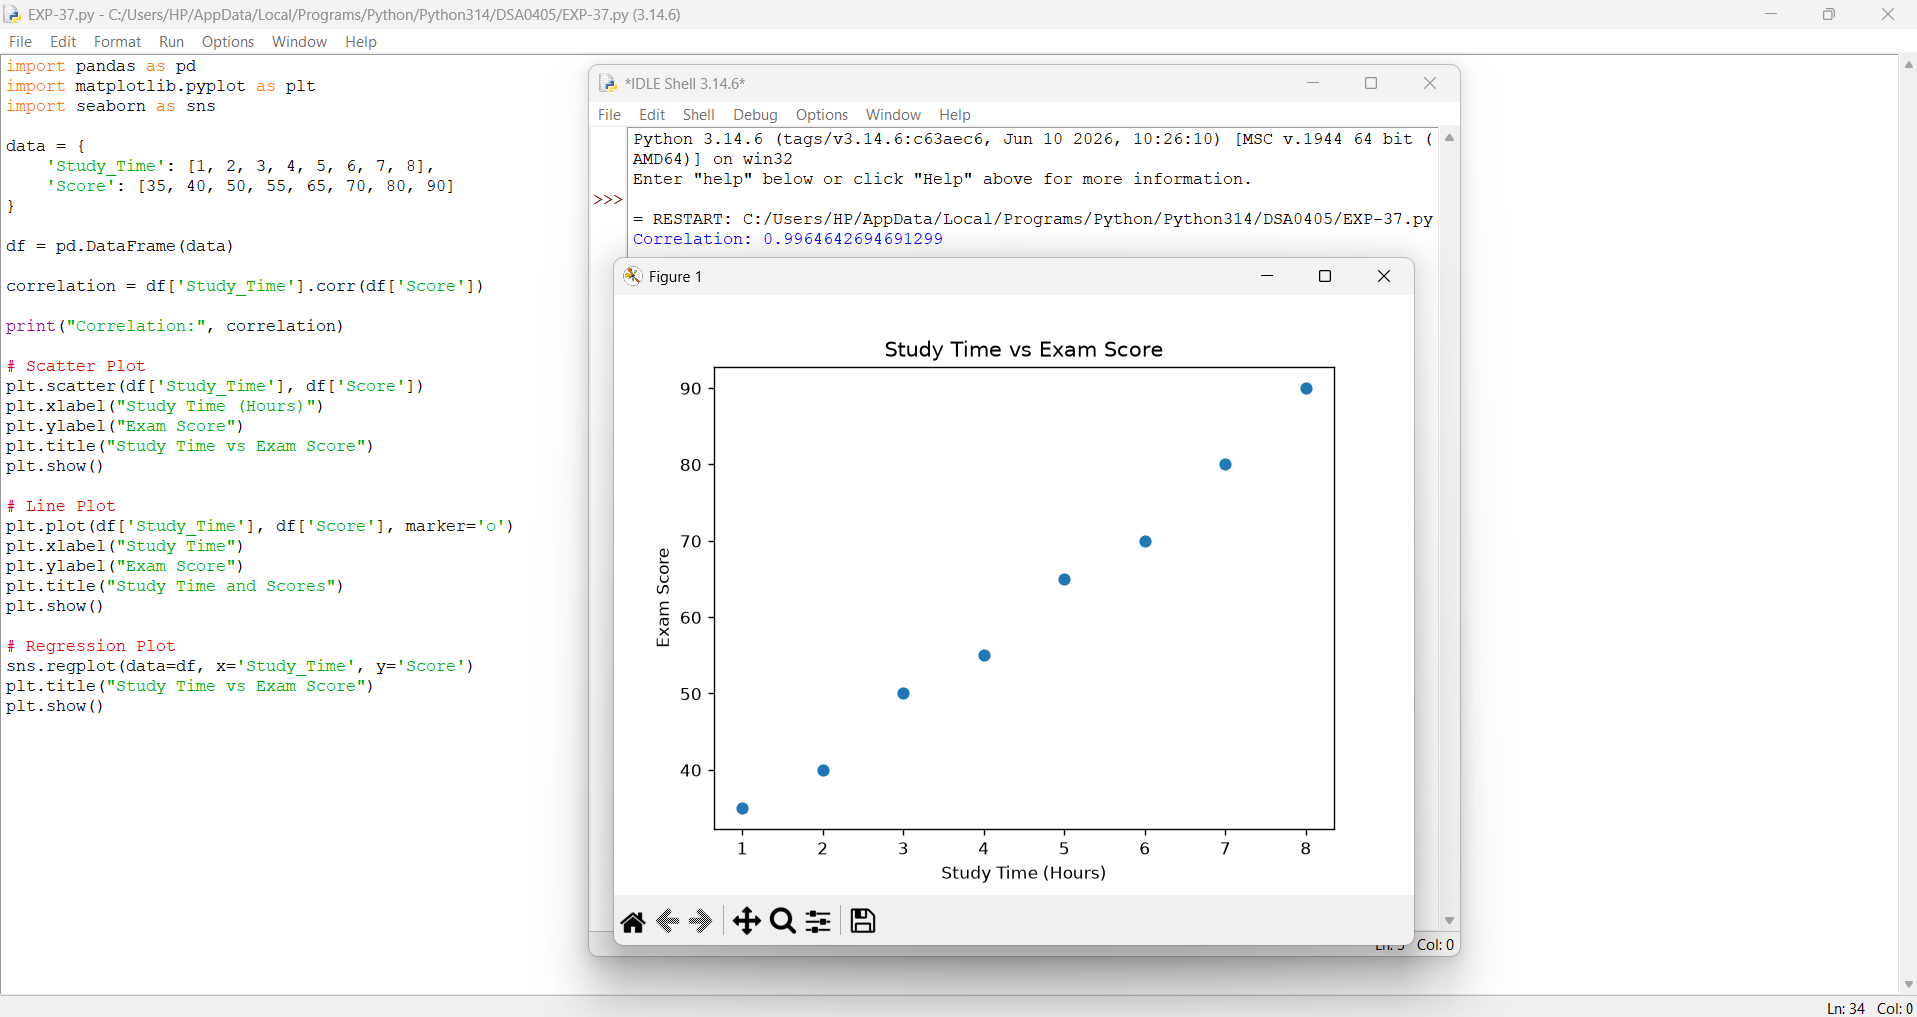 EXP-37.py - C:/Users/HP/AppData/Local/Programs/Python/Python314/DSA0405/EXP-37.py (3.14.6)
File Edit Format Run Options Window Help
import pandas as pd
import matplotlib.pyplot as plt
import seaborn as sns
data = {
    'Study_Time': [1, 2, 3, 4, 5, 6, 7, 8],
    'Score': [35, 40, 50, 55, 65, 70, 80, 90]
}
df = pd.DataFrame(data)
correlation = df['Study_Time'].corr(df['Score'])
print("Correlation:", correlation)
# Scatter Plot
plt.scatter(df['Study_Time'], df['Score'])
plt.xlabel("Study Time (Hours)")
plt.ylabel("Exam Score")
plt.title("Study Time vs Exam Score")
plt.show()
# Line Plot
plt.plot(df['Study_Time'], df['Score'], marker='o')
plt.xlabel("Study Time")
plt.ylabel("Exam Score")
plt.title("Study Time and Scores")
plt.show()
# Regression Plot
sns.regplot(data=df, x='Study_Time', y='Score')
plt.title("Study Time vs Exam Score")
plt.show()
*IDLE Shell 3.14.6*
File Edit Shell Debug Options Window Help
Python 3.14.6 (tags/v3.14.6:c63aec6, Jun 10 2026, 10:26:10) [MSC v.1944 64 bit (
AMD64)] on win32
Enter "help" below or click "Help" above for more information.
>>>
= RESTART: C:/Users/HP/AppData/Local/Programs/Python/Python314/DSA0405/EXP-37.py
Correlation: 0.9964642694691299
Figure 1
Study Time vs Exam Score
90
80
70
60
50
40
Exam Score
1 2 3 4 5 6 7 8
Study Time (Hours)
Ln: 5 Col: 0
Ln: 34 Col: 0